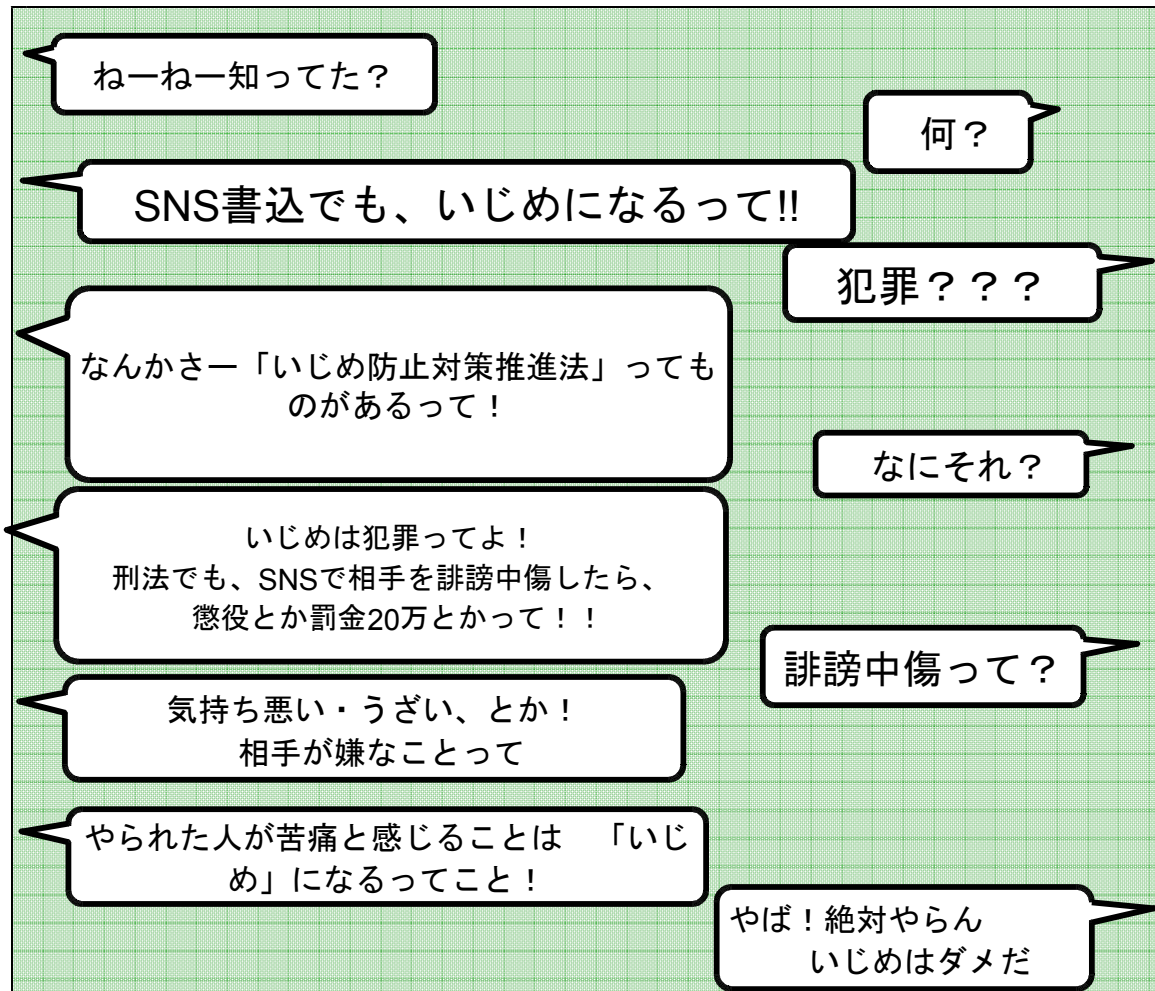 ねーねー知ってた？
何？
SNS書込でも、いじめになるって!!
犯罪？？？
なんかさー「いじめ防止対策推進法」っても
のがあるって！
なにそれ？
いじめは犯罪ってよ！
刑法でも、SNSで相手を誹謗中傷したら、
懲役とか罰金20万とかって！！
誹謗中傷って？
気持ち悪い・うざい、とか！
相手が嫌なことって
やられた人が苦痛と感じることは　「いじ
め」になるってこと！
やば！絶対やらん
いじめはダメだ